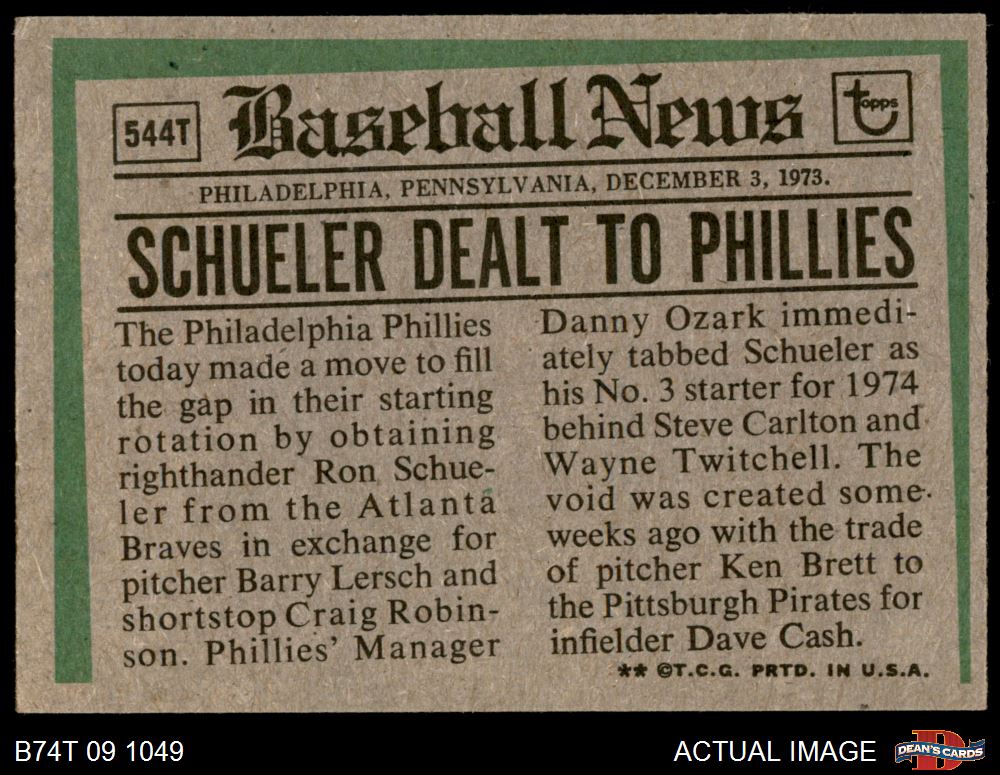 544T
Baseball News
topps
PHILADELPHIA, PENNSYLVANIA, DECEMBER 3, 1973.
SCHUELER DEALT TO PHILLIES
The Philadelphia Phillies
today made a move to fill
the gap in their starting
rotation by obtaining
righthander Ron Schue-
ler from the Atlanta
Braves in exchange for
pitcher Barry Lersch and
shortstop Craig Robin-
son. Phillies' Manager
Danny Ozark immedi-
ately tabbed Schueler as
his No. 3 starter for 1974
behind Steve Carlton and
Wayne Twitchell. The
void was created some
weeks ago with the trade
of pitcher Ken Brett to
the Pittsburgh Pirates for
infielder Dave Cash.
** ©T.C.G. PRTD. IN U.S.A.
B74T 09 1049
ACTUAL IMAGE
DEAN'S CARDS